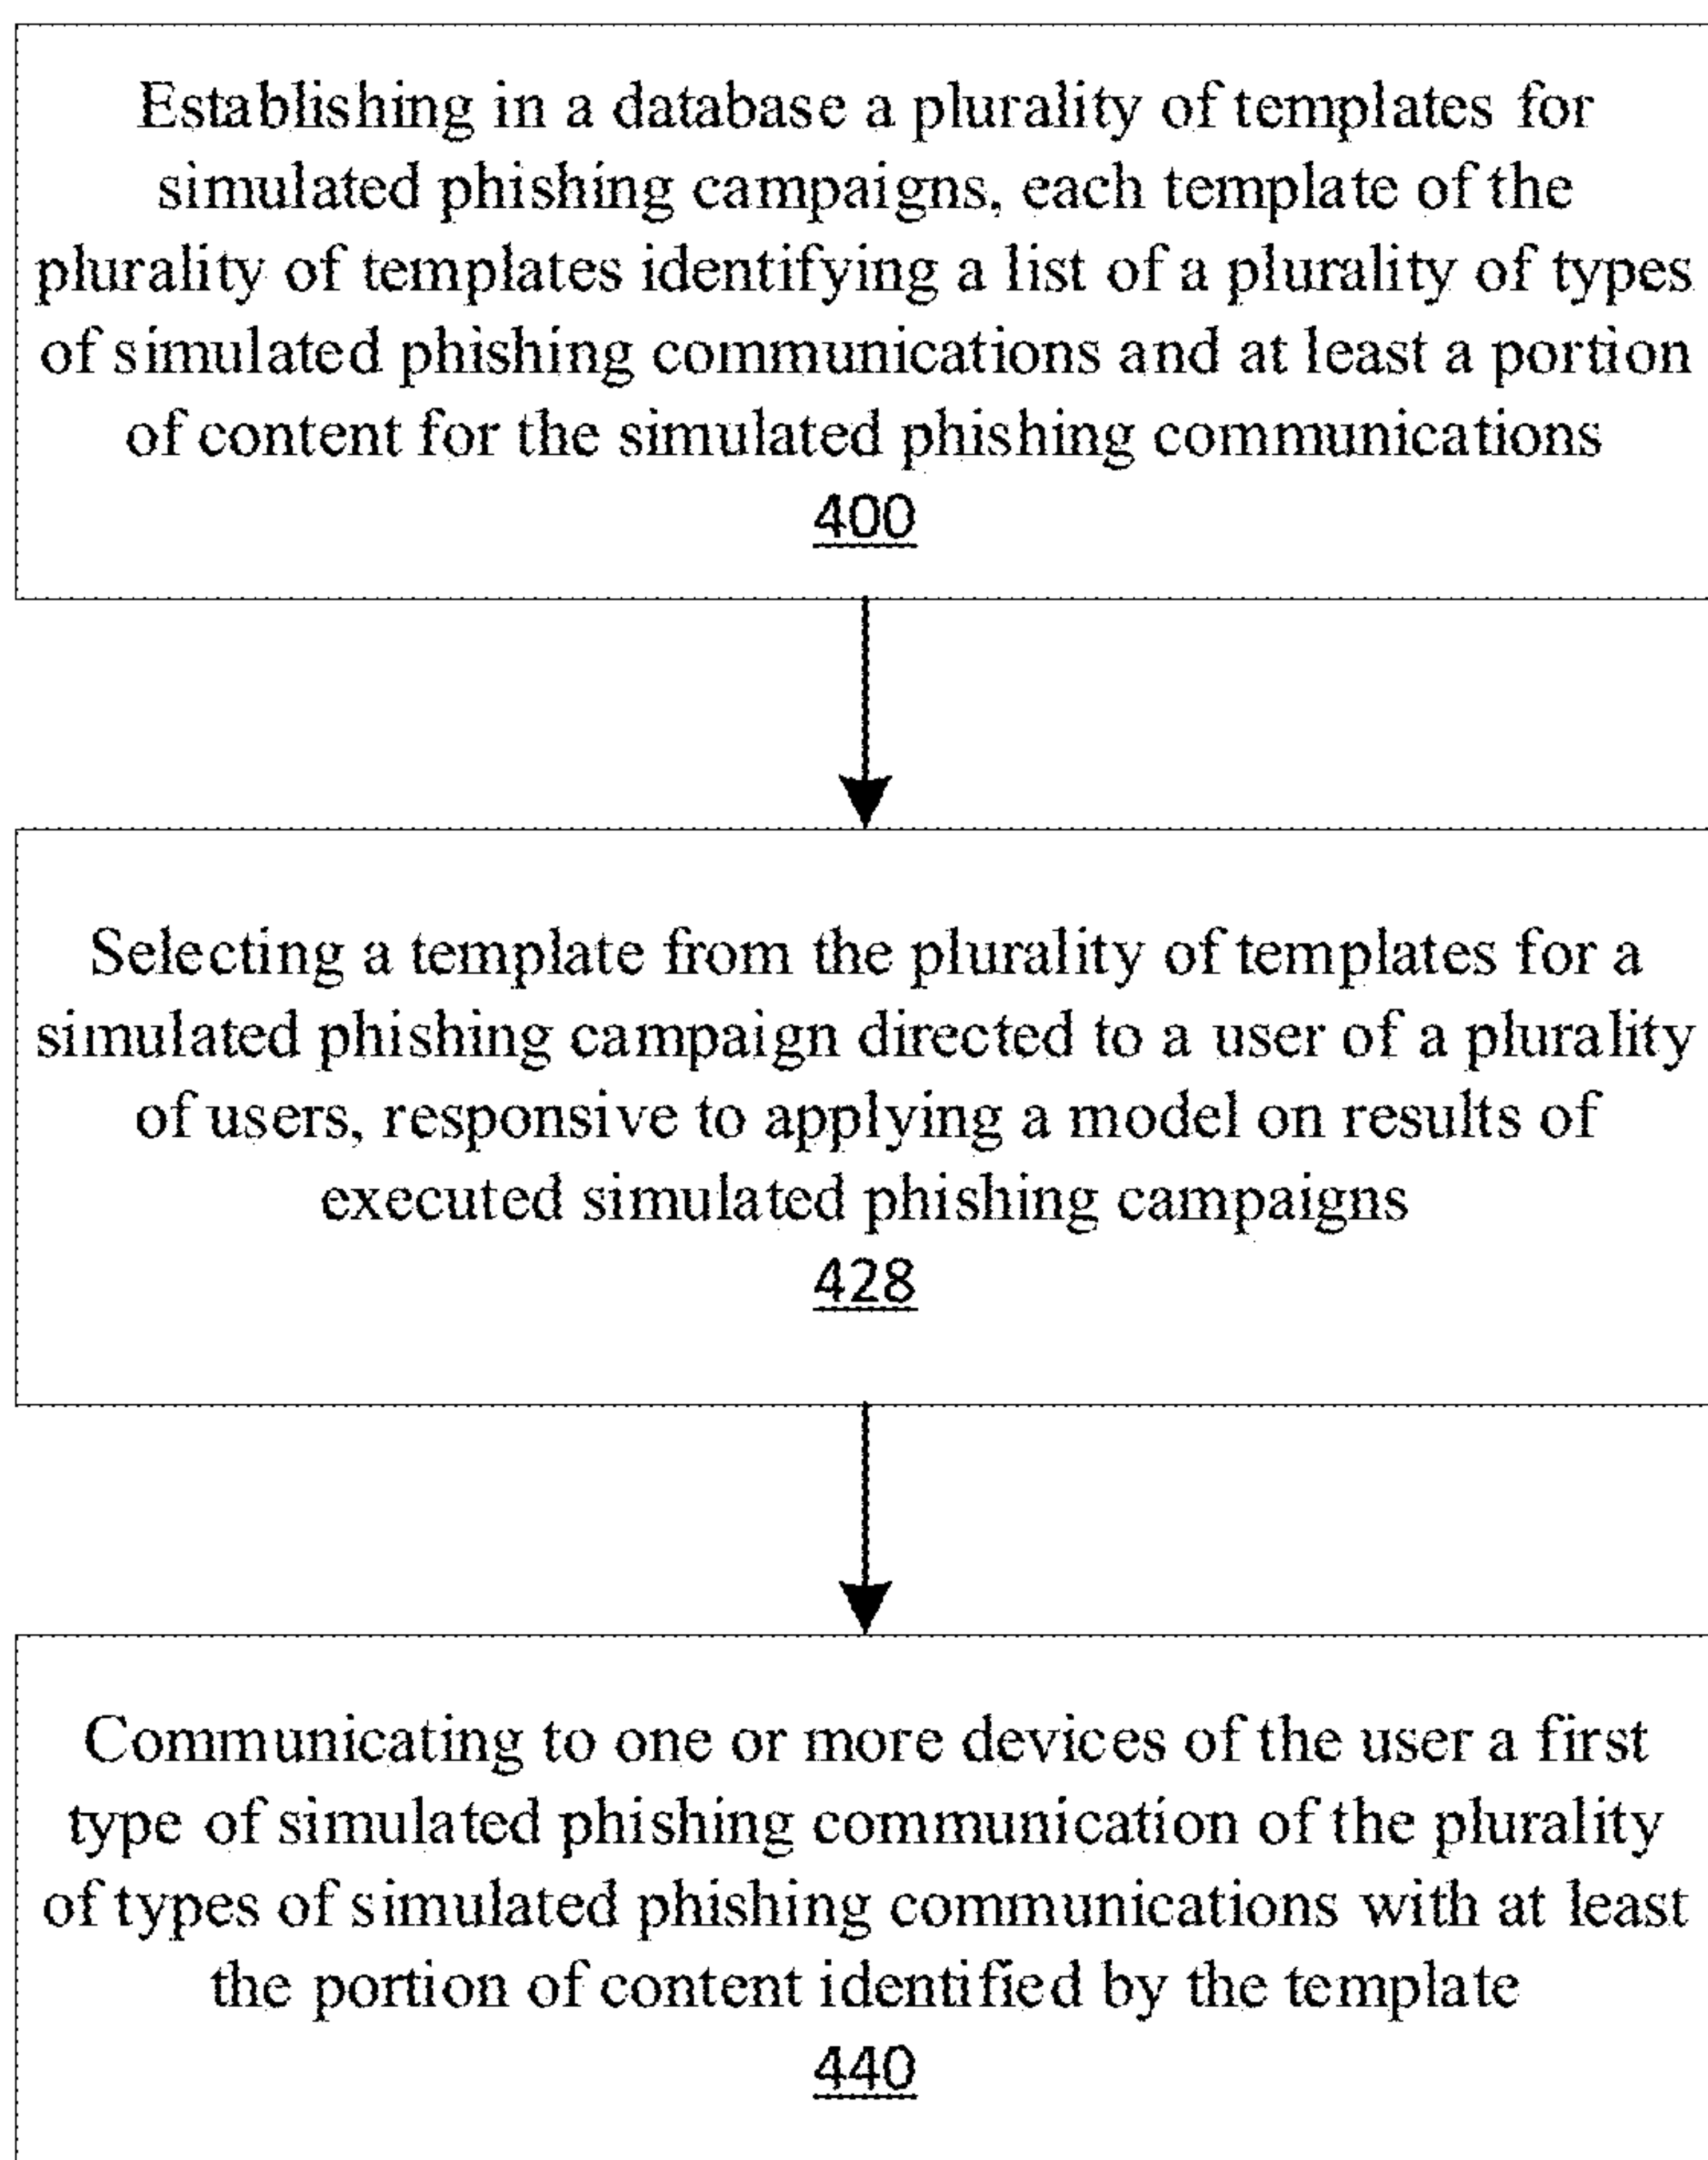 Establishing in a database a plurality of templates for
simulated phishing campaigns, each template of the
plurality of templates identifying a list of a plurality of types
of simulated phishing communications and at least a portion
of content for the simulated phishing communications
400
Selecting a template from the plurality of templates for a
simulated phishing campaign directed to a user of a plurality
of users, responsive to applying a model on results of
executed simulated phishing campaigns
428
Communicating to one or more devices of the user a first
type of simulated phishing communication of the plurality
of types of simulated phishing communications with at least
the portion of content identified by the template
440